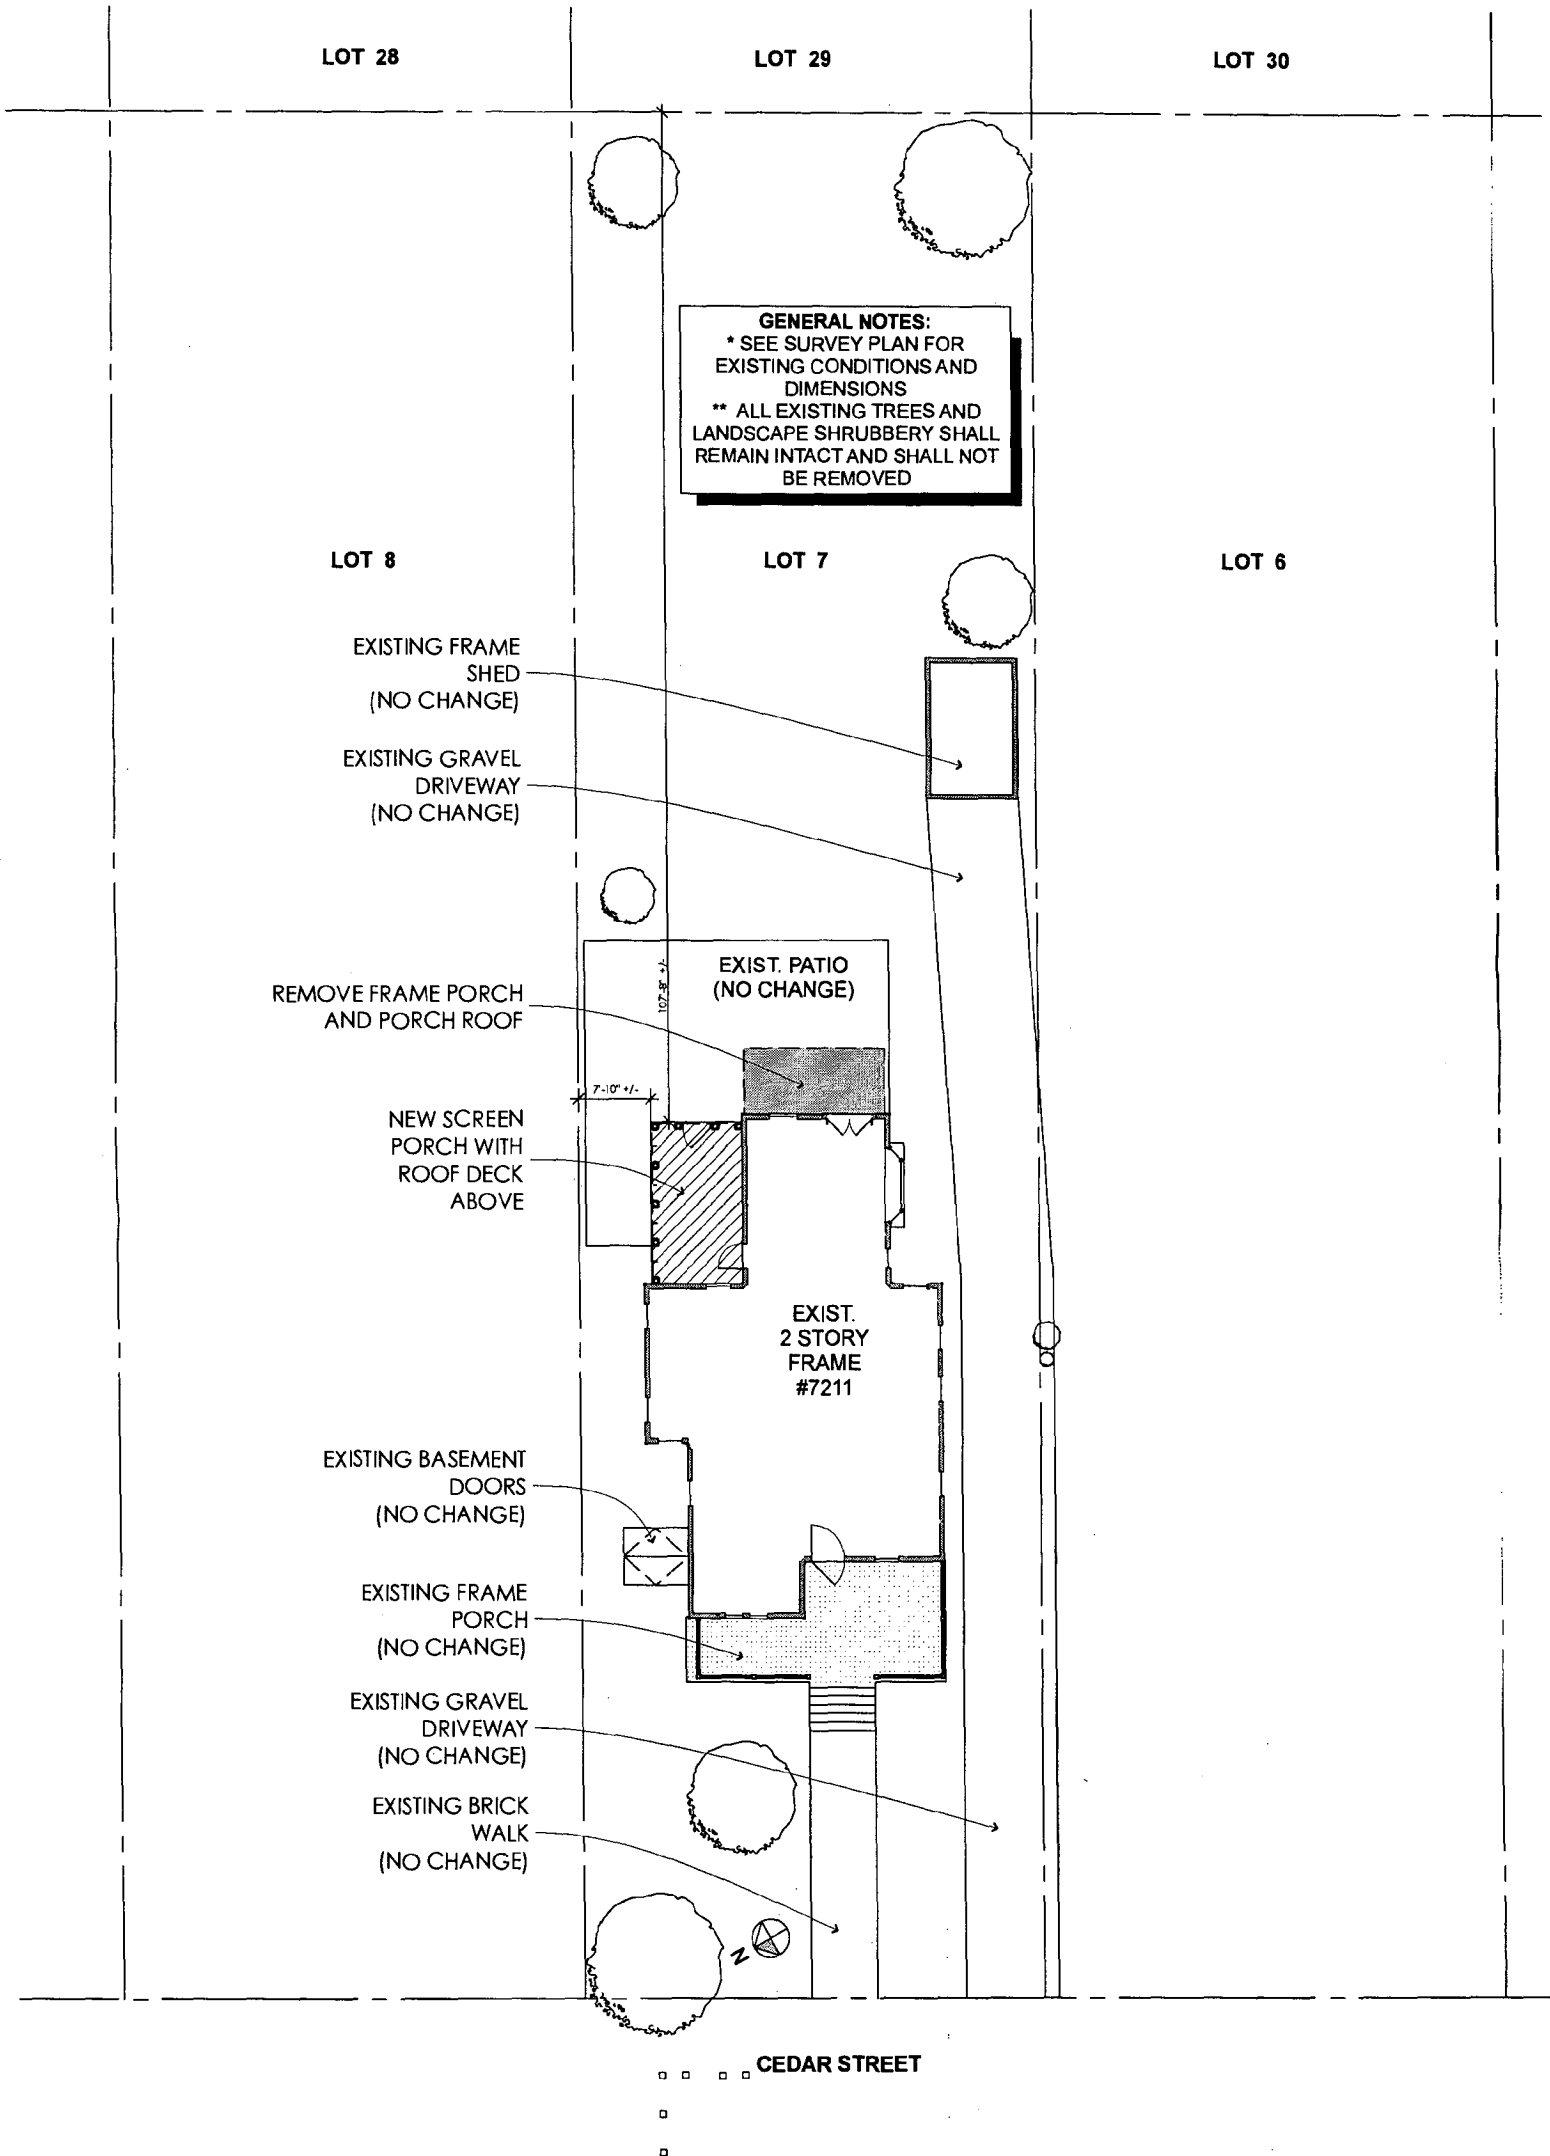 LOT 28
LOT 29
LOT 30
GENERAL NOTES:
* SEE SURVEY PLAN FOR
EXISTING CONDITIONS AND
DIMENSIONS
** ALL EXISTING TREES AND
LANDSCAPE SHRUBBERY SHALL
REMAIN INTACT AND SHALL NOT
BE REMOVED
LOT 8
LOT 7
LOT 6
EXISTING FRAME
SHED
(NO CHANGE)
EXISTING GRAVEL
DRIVEWAY
(NO CHANGE)
EXIST. PATIO
(NO CHANGE)
107'-8" +/-
REMOVE FRAME PORCH
AND PORCH ROOF
7'-10" +/-
NEW SCREEN
PORCH WITH
ROOF DECK
ABOVE
EXIST.
2 STORY
FRAME
#7211
EXISTING BASEMENT
DOORS
(NO CHANGE)
EXISTING FRAME
PORCH
(NO CHANGE)
EXISTING GRAVEL
DRIVEWAY
(NO CHANGE)
EXISTING BRICK
WALK
(NO CHANGE)
N
CEDAR STREET